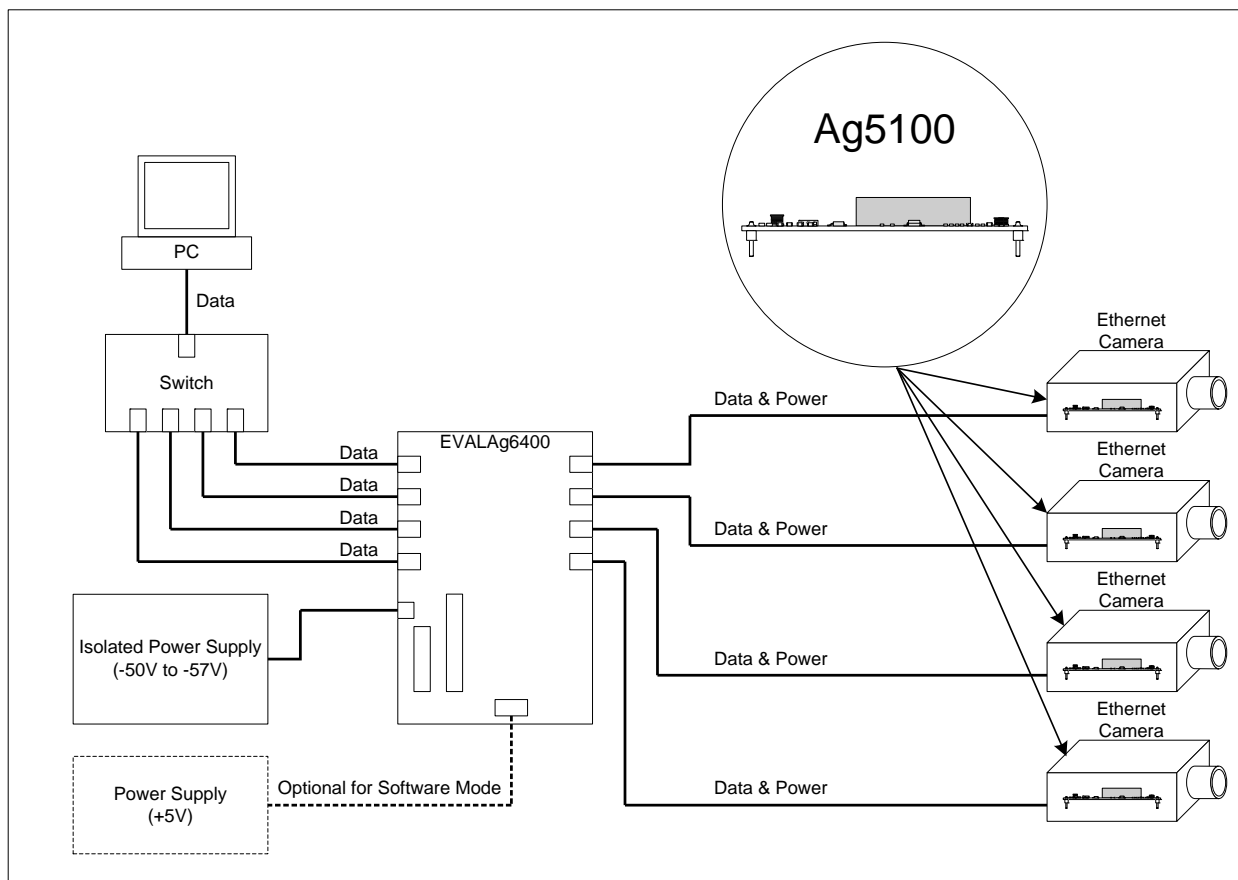 Ag5100
PC
Data
Switch
EVALAg6400
Data
Data
Data
Data
Data & Power
Data & Power
Data & Power
Data & Power
Ethernet
Camera
Ethernet
Camera
Ethernet
Camera
Ethernet
Camera
Isolated Power Supply
(-50V to -57V)
Power Supply
(+5V)
Optional for Software Mode